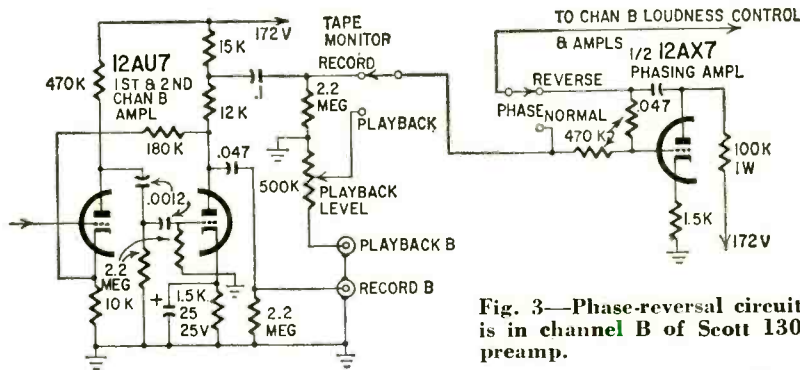 172V
15K
TAPE
MONITOR
RECORD
TO CHAN B LOUDNESS CONTROL
& AMPLS
1/2 12AX7
PHASING AMPL
REVERSE
PHASE
NORMAL
.047
470K
100K
1W
1.5K
172V
470K
12AU7
1ST & 2ND
CHAN B
AMPL
12K
.1
2.2
MEG
PLAYBACK
180K
.047
500K
PLAYBACK
LEVEL
.0012
2.2
MEG
10K
+
1.5K
25
25V
2.2
MEG
PLAYBACK B
RECORD B
Fig. 3—Phase-reversal circuit
is in channel B of Scott 130
preamp.